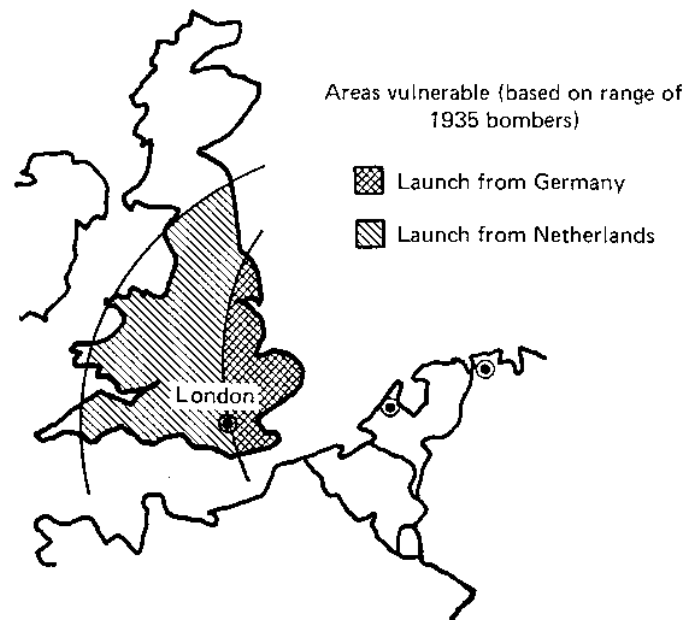 Areas vulnerable (based on range of
1935 bombers)
Launch from Germany
Launch from Netherlands
London